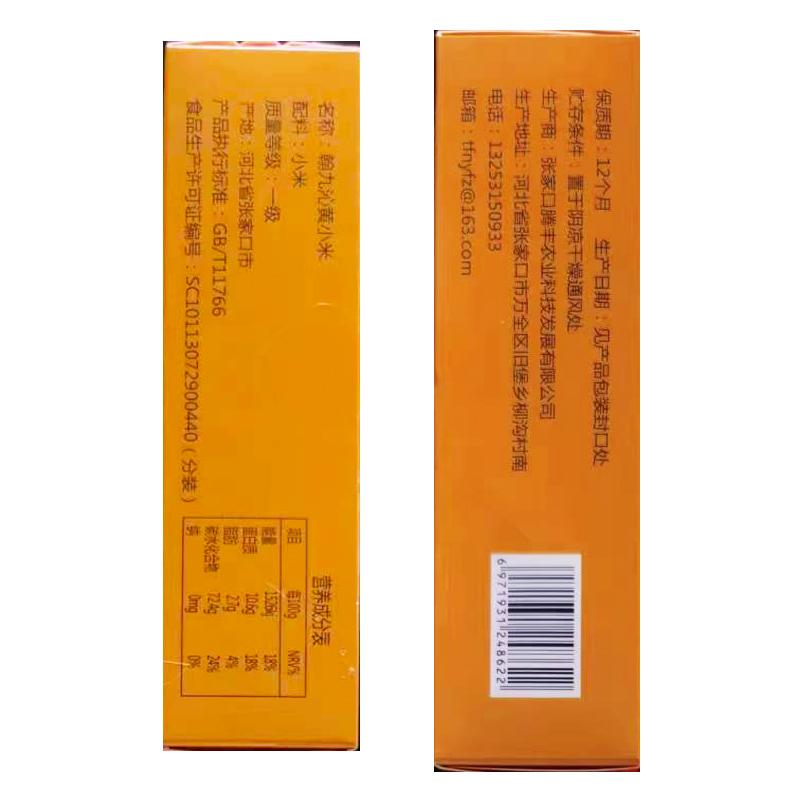 名称：翰九沁黄小米
配料：小米
质量等级：一级
产地：河北省张家口市
产品执行标准：GB/T11766
食品生产许可证编号：SC10113072900440（分装）
营养成分表
项目 每100g NRV%
能量 1526kj 18%
蛋白质 10.6g 18%
脂肪 2.7g 4%
碳水化合物 72.4g 24%
钠 0mg 0%
保质期：12个月 生产日期：见产品包装封口处
贮存条件：置于阴凉干燥通风处
生产商：张家口腾丰农业科技发展有限公司
生产地址：河北省张家口市万全区旧堡乡柳沟村南
电话：13253150933
邮箱：tfnyfz@163.com
6971931248622